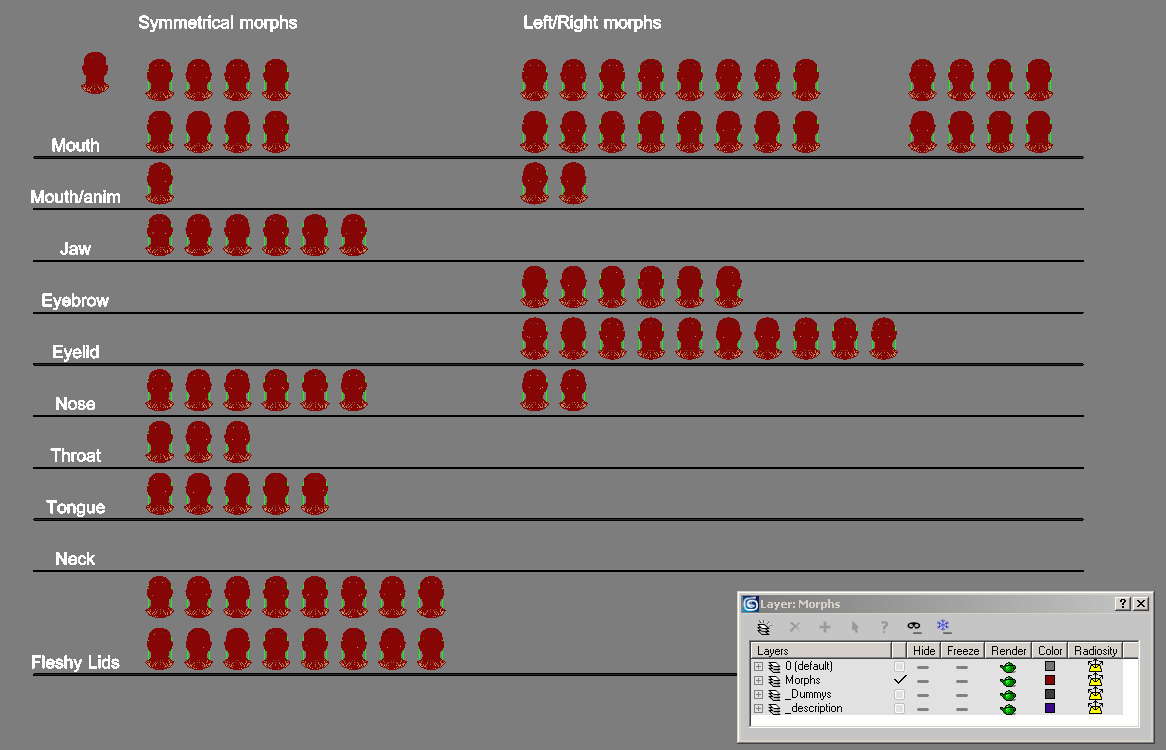 Symmetrical morphs
Left/Right morphs
Mouth
Mouth/anim
Jaw
Eyebrow
Eyelid
Nose
Throat
Tongue
Neck
Fleshy Lids
Layer: Morphs
Layers Hide Freeze Render Color Radiosity
0 (default)
Morphs
_Dummys
_description